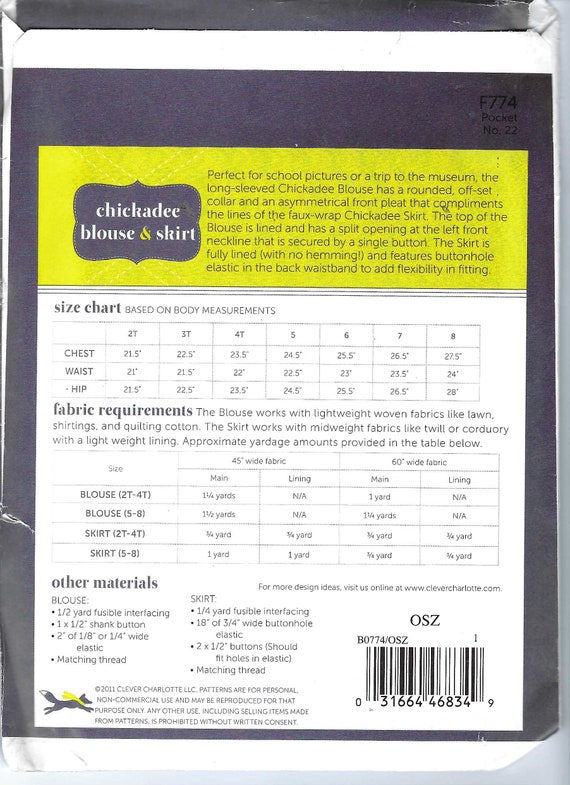 F774
Pocket
No. 22
Perfect for school pictures or a trip to the museum, the
long-sleeved Chickadee Blouse has a rounded, off-set
collar and an asymmetrical front pleat that compliments
the lines of the faux-wrap Chickadee Skirt. The top of the
Blouse is lined and has a split opening at the left front
neckline that is secured by a single button. The Skirt is
fully lined (with no hemming!) and features buttonhole
elastic in the back waistband to add flexibility in fitting.
chickadee
blouse & skirt
size chart BASED ON BODY MEASUREMENTS
2T 3T 4T 5 6 7 8
CHEST 21.5" 22.5" 23.5" 24.5" 25.5" 26.5" 27.5"
WAIST 21" 21.5" 22" 22.5" 23" 23.5" 24"
HIP 21.5" 22.5" 23.5" 24.5" 25.5" 26.5" 28"
fabric requirements The Blouse works with lightweight woven fabrics like lawn,
shirtings, and quilting cotton. The Skirt works with midweight fabrics like twill or corduroy
with a light weight lining. Approximate yardage amounts provided in the table below.
Size 45" wide fabric 60" wide fabric
Main Lining Main Lining
BLOUSE (2T-4T) 1¼ yards N/A 1 yard N/A
BLOUSE (5-8) 1½ yards N/A 1¼ yards N/A
SKIRT (2T-4T) ¾ yard ¾ yard ¾ yard ¾ yard
SKIRT (5-8) 1 yard 1 yard ¾ yard ¾ yard
other materials
For more design ideas, visit us online at www.clevercharlotte.com.
BLOUSE:
• 1/2 yard fusible interfacing
• 1 x 1/2" shank button
• 2" of 1/8" or 1/4" wide
elastic
• Matching thread
SKIRT:
• 1/4 yard fusible interfacing
• 18" of 3/4" wide buttonhole
elastic
• 2 x 1/2" buttons (Should
fit holes in elastic)
• Matching thread
OSZ
B0774/OSZ 1
0 31664 46834 9
©2011 CLEVER CHARLOTTE LLC. PATTERNS ARE FOR PERSONAL,
NON-COMMERCIAL USE AND MAY BE REPRODUCED FOR THAT
PURPOSE ONLY. ANY OTHER USE, INCLUDING SELLING ITEMS MADE
FROM PATTERNS, IS PROHIBITED WITHOUT WRITTEN CONSENT.